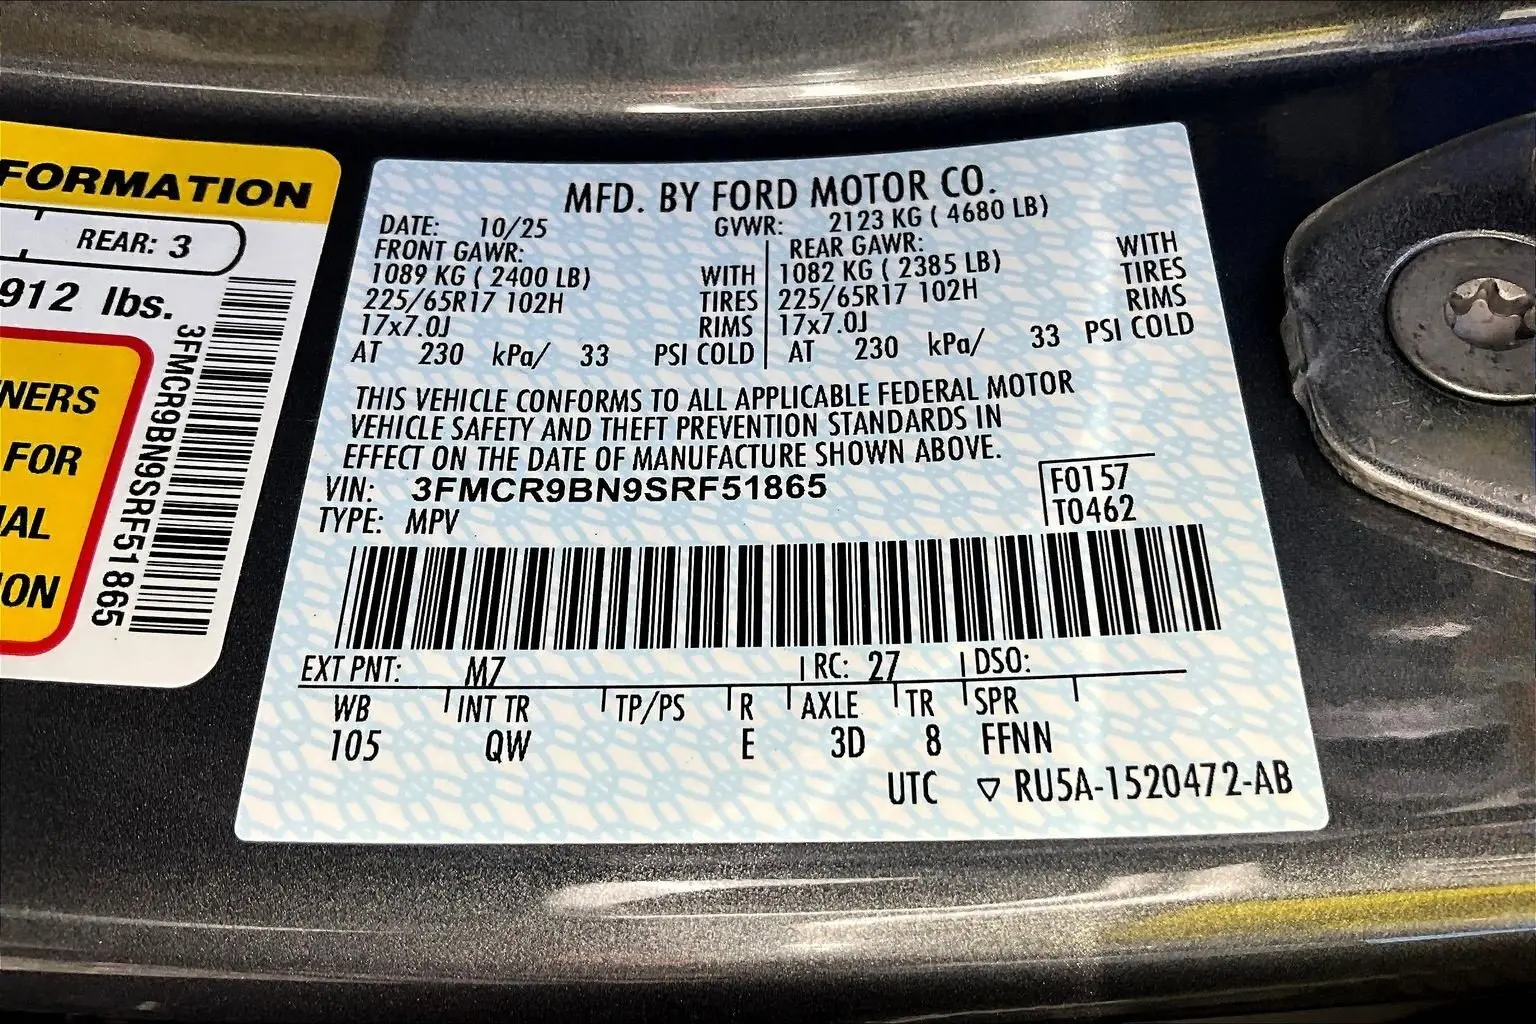 FORMATION
REAR: 3
912 lbs.
NERS
FOR
IAL
ION
3FMCR9BN9SRF51865
MFD. BY FORD MOTOR CO.
DATE: 10/25 GVWR: 2123 KG ( 4680 LB)
FRONT GAWR: REAR GAWR:
1089 KG ( 2400 LB) WITH 1082 KG ( 2385 LB) WITH
225/65R17 102H TIRES 225/65R17 102H TIRES
17x7.0J RIMS 17x7.0J RIMS
AT 230 kPa/ 33 PSI COLD AT 230 kPa/ 33 PSI COLD
THIS VEHICLE CONFORMS TO ALL APPLICABLE FEDERAL MOTOR
VEHICLE SAFETY AND THEFT PREVENTION STANDARDS IN
EFFECT ON THE DATE OF MANUFACTURE SHOWN ABOVE.
VIN: 3FMCR9BN9SRF51865 F0157
TYPE: MPV T0462
EXT PNT: M7 RC: 27 DSO:
WB INT TR TP/PS R AXLE TR SPR
105 QW E 3D 8 FFNN
UTC ▽ RU5A-1520472-AB